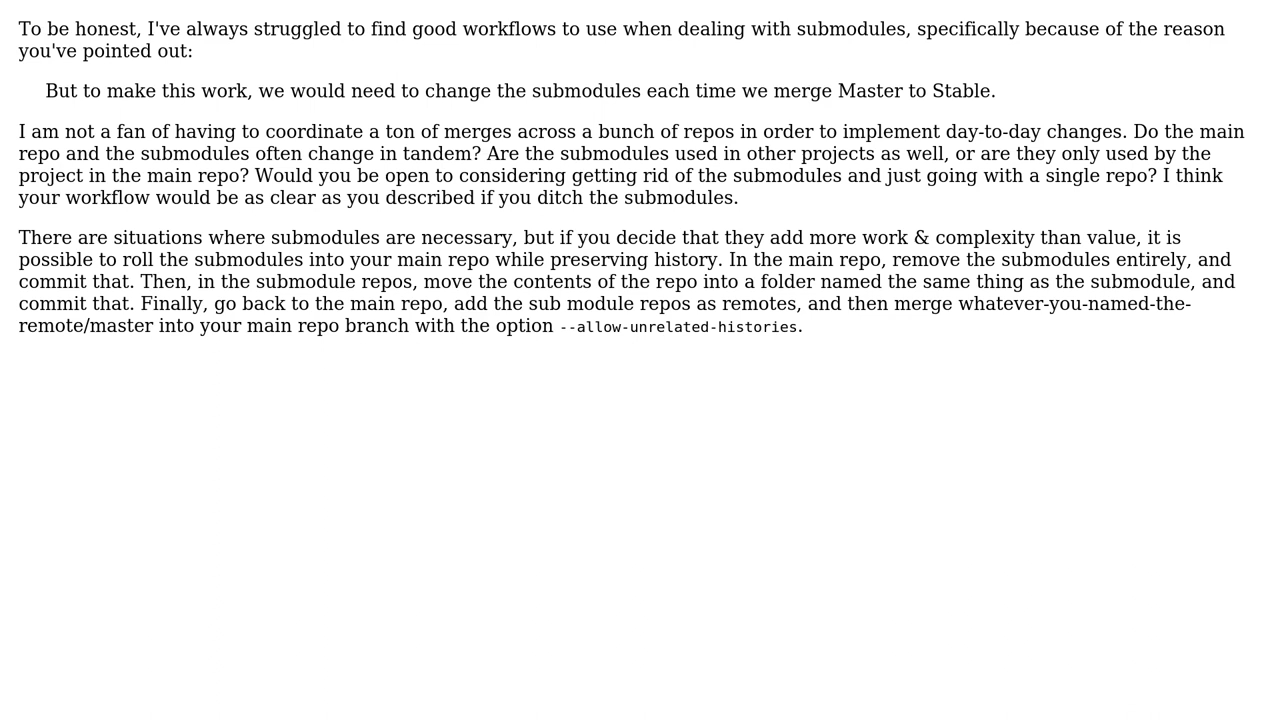 To be honest, I've always struggled to find good workflows to use when dealing with submodules, specifically because of the reason
you've pointed out:
But to make this work, we would need to change the submodules each time we merge Master to Stable.
I am not a fan of having to coordinate a ton of merges across a bunch of repos in order to implement day-to-day changes. Do the main
repo and the submodules often change in tandem? Are the submodules used in other projects as well, or are they only used by the
project in the main repo? Would you be open to considering getting rid of the submodules and just going with a single repo? I think
your workflow would be as clear as you described if you ditch the submodules.
There are situations where submodules are necessary, but if you decide that they add more work & complexity than value, it is
possible to roll the submodules into your main repo while preserving history. In the main repo, remove the submodules entirely, and
commit that. Then, in the submodule repos, move the contents of the repo into a folder named the same thing as the submodule, and
commit that. Finally, go back to the main repo, add the sub module repos as remotes, and then merge whatever-you-named-the-
remote/master into your main repo branch with the option --allow-unrelated-histories.